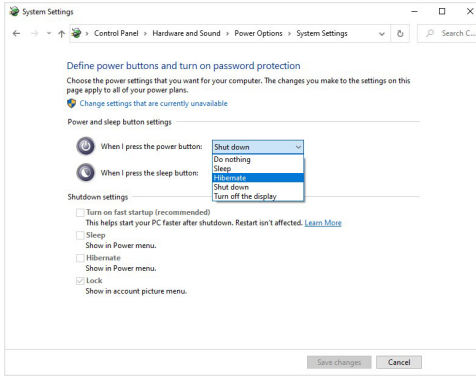 System Settings
Control Panel > Hardware and Sound > Power Options > System Settings
Search C...
Define power buttons and turn on password protection
Choose the power settings that you want for your computer. The changes you make to the settings on this
page apply to all of your power plans.
Change settings that are currently unavailable
Power and sleep button settings
When I press the power button: Shut down
Do nothing
Sleep
Hibernate
Shut down
Turn off the display
When I press the sleep button:
Shutdown settings
Turn on fast startup (recommended)
This helps start your PC faster after shutdown. Restart isn't affected. Learn More
Sleep
Show in Power menu.
Hibernate
Show in Power menu.
Lock
Show in account picture menu.
Save changes Cancel